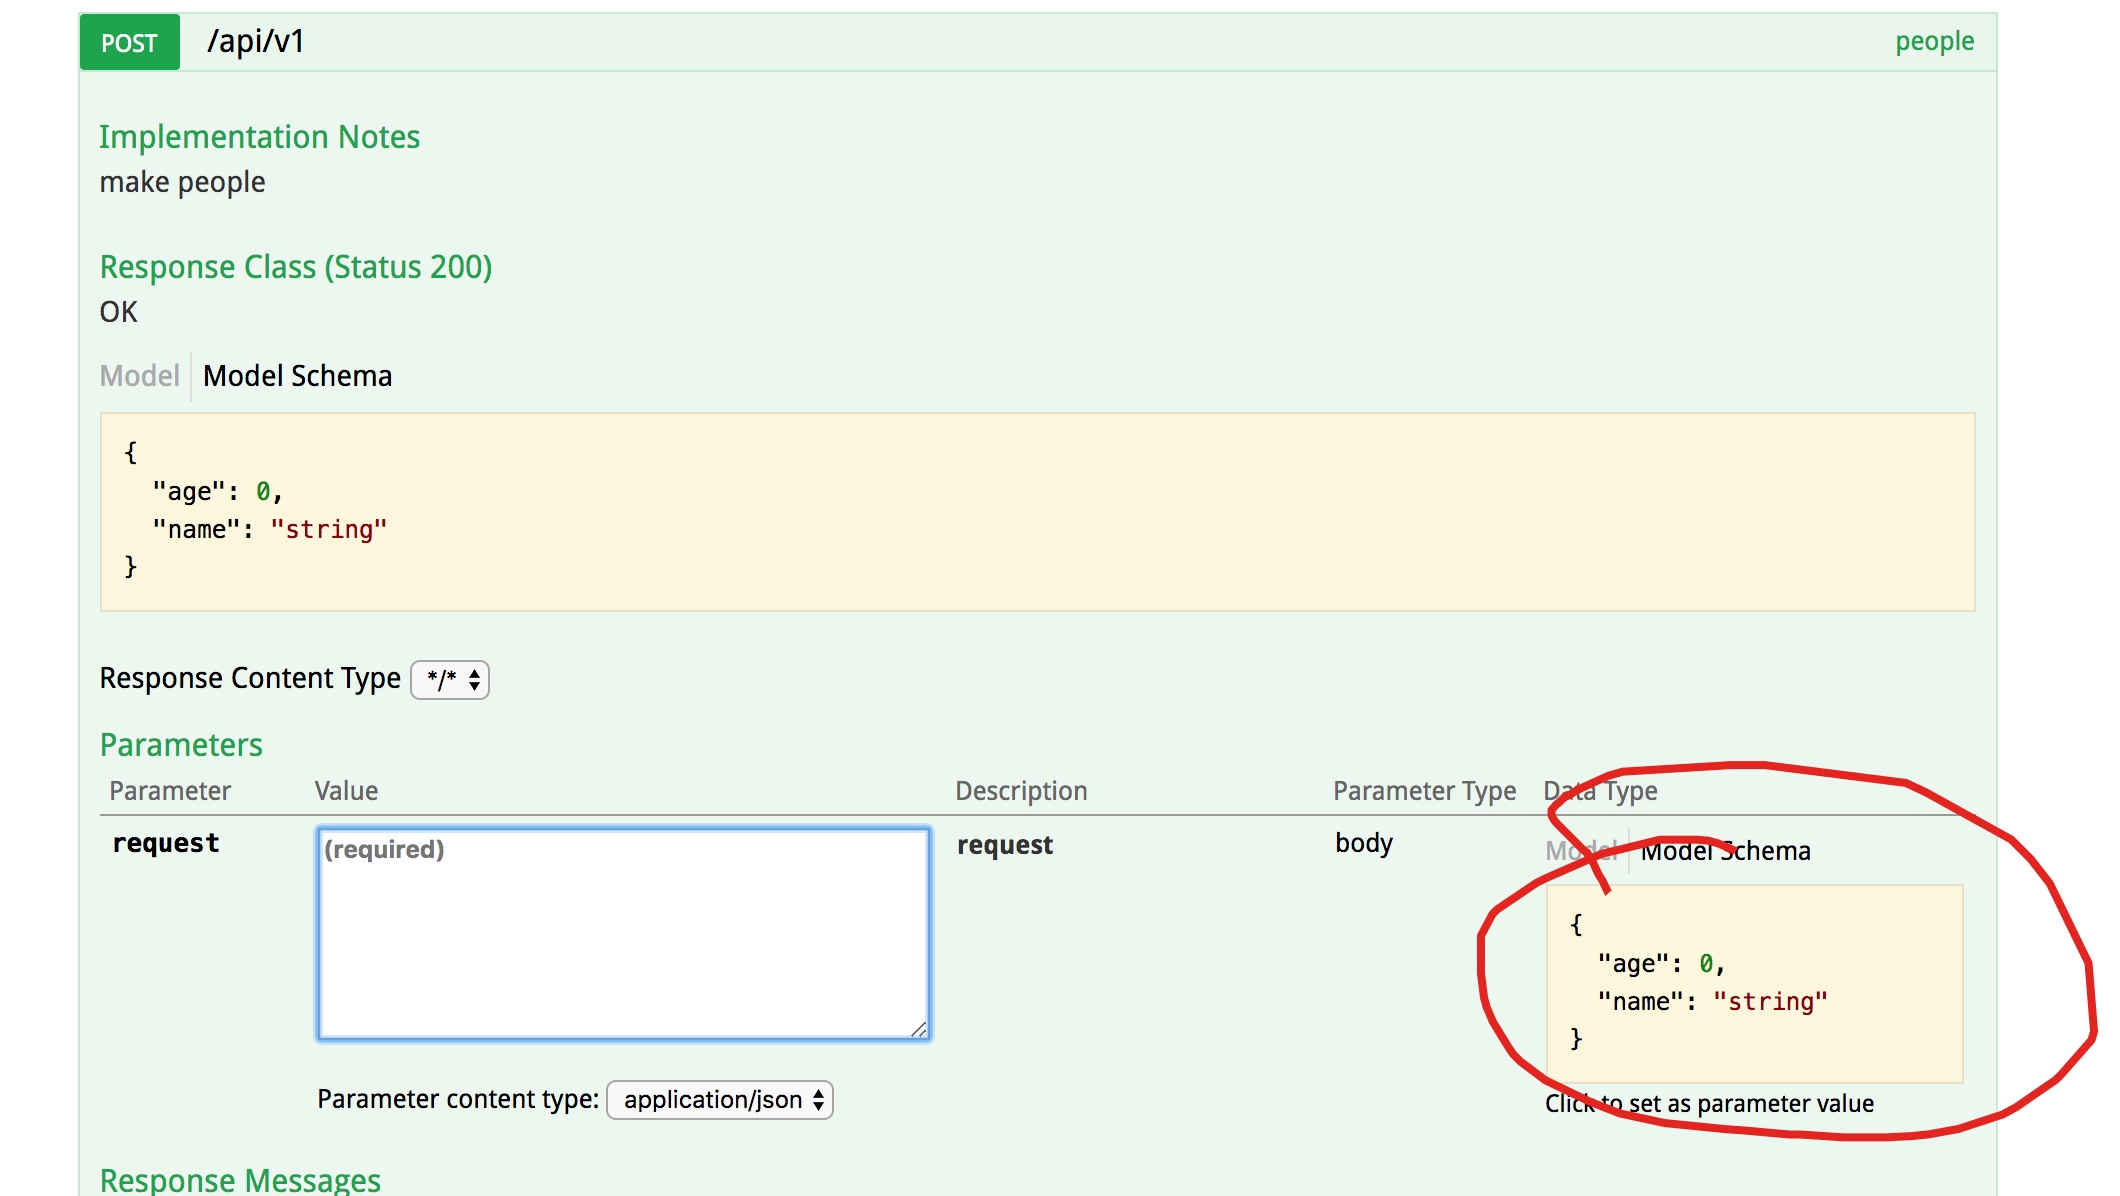 POST /api/v1 people
Implementation Notes
make people
Response Class (Status 200)
OK
Model Model Schema
{
"age": 0,
"name": "string"
}
Response Content Type */*
Parameters
Parameter Value Description Parameter Type Data Type
request (required) request body Model Model Schema
{
"age": 0,
"name": "string"
}
Parameter content type: application/json
Click to set as parameter value
Response Messages